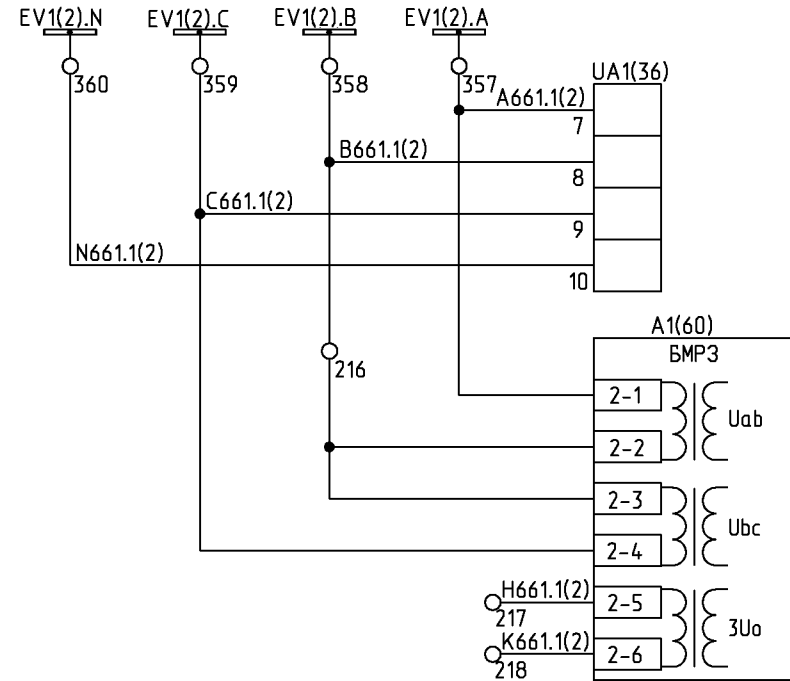 EV1(2).N EV1(2).C EV1(2).B EV1(2).A
360 359 358 357
UA1(36)
A661.1(2)
7
B661.1(2)
8
C661.1(2)
9
N661.1(2)
10
A1(60)
БМРЗ
216
2-1
Uab
2-2
2-3
Ubc
2-4
H661.1(2)
2-5
217
3Uo
K661.1(2)
2-6
218